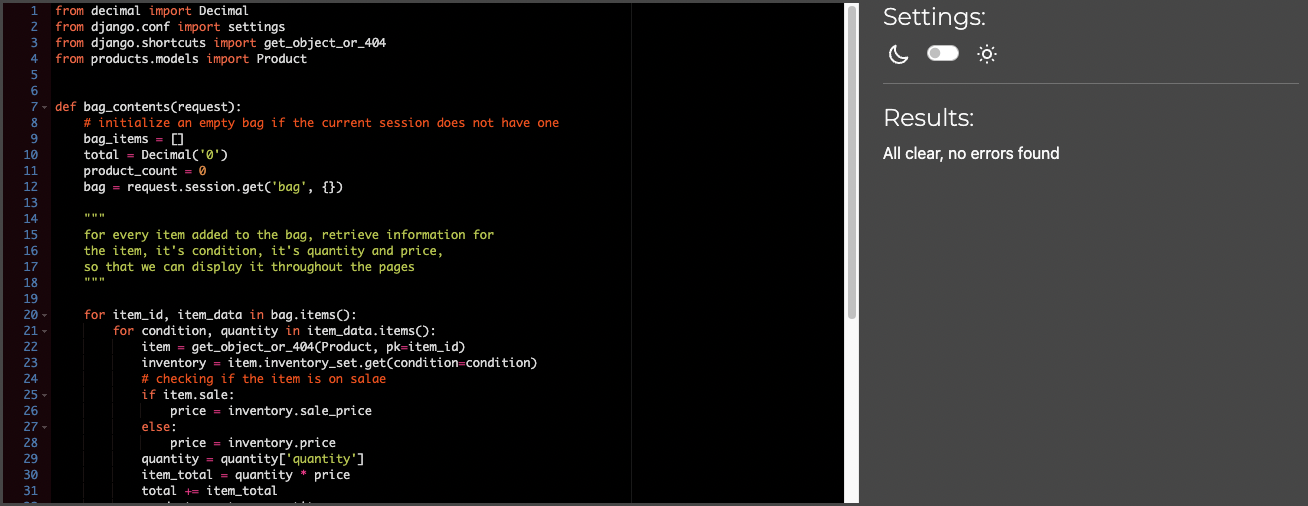 1 from decimal import Decimal
2 from django.conf import settings
3 from django.shortcuts import get_object_or_404
4 from products.models import Product
5
6
7 def bag_contents(request):
8 # initialize an empty bag if the current session does not have one
9 bag_items = []
10 total = Decimal('0')
11 product_count = 0
12 bag = request.session.get('bag', {})
13
14 """
15 for every item added to the bag, retrieve information for
16 the item, it's condition, it's quantity and price,
17 so that we can display it throughout the pages
18 """
19
20 for item_id, item_data in bag.items():
21 for condition, quantity in item_data.items():
22 item = get_object_or_404(Product, pk=item_id)
23 inventory = item.inventory_set.get(condition=condition)
24 # checking if the item is on salae
25 if item.sale:
26 price = inventory.sale_price
27 else:
28 price = inventory.price
29 quantity = quantity['quantity']
30 item_total = quantity * price
31 total += item_total
Settings:
Results:
All clear, no errors found